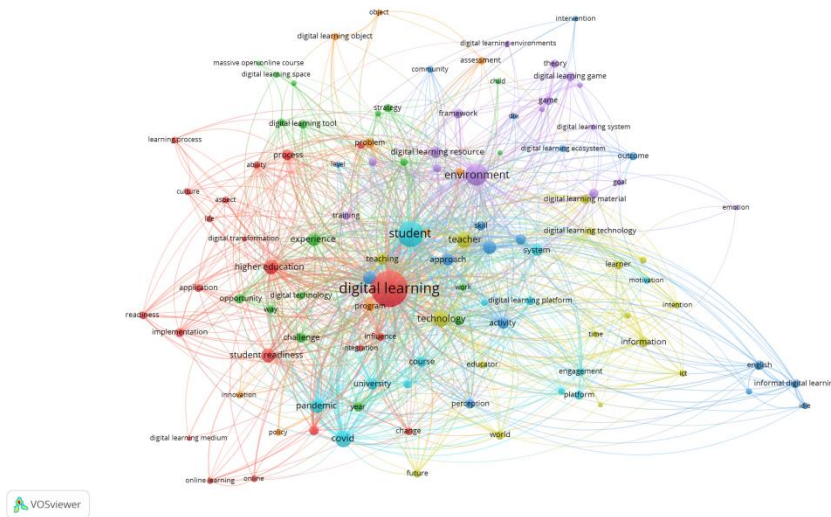 object
digital learning object
intervention
digital learning environments
massive open online course
digital learning space
community
assessment
theory
digital learning game
child
strategy
game
framework
digital learning tool
digital learning system
learning process
problem
process
digital learning resource
digital learning ecosystem
outcome
ability
level
environment
goal
culture
aspect
digital learning material
emotion
life
training
skill
student
digital learning technology
digital transformation
experience
teacher
system
teaching
approach
learner
higher education
motivation
application
digital learning
work
opportunity
digital technology
digital learning platform
intention
way
program
readiness
technology
activity
implementation
challenge
influence
time
information
integration
student readiness
course
educator
english
engagement
ict
informal digital learnin
university
innovation
platform
pandemic
year
perception
idle
policy
change
world
digital learning medium
covid
future
online learning
online
VOSviewer